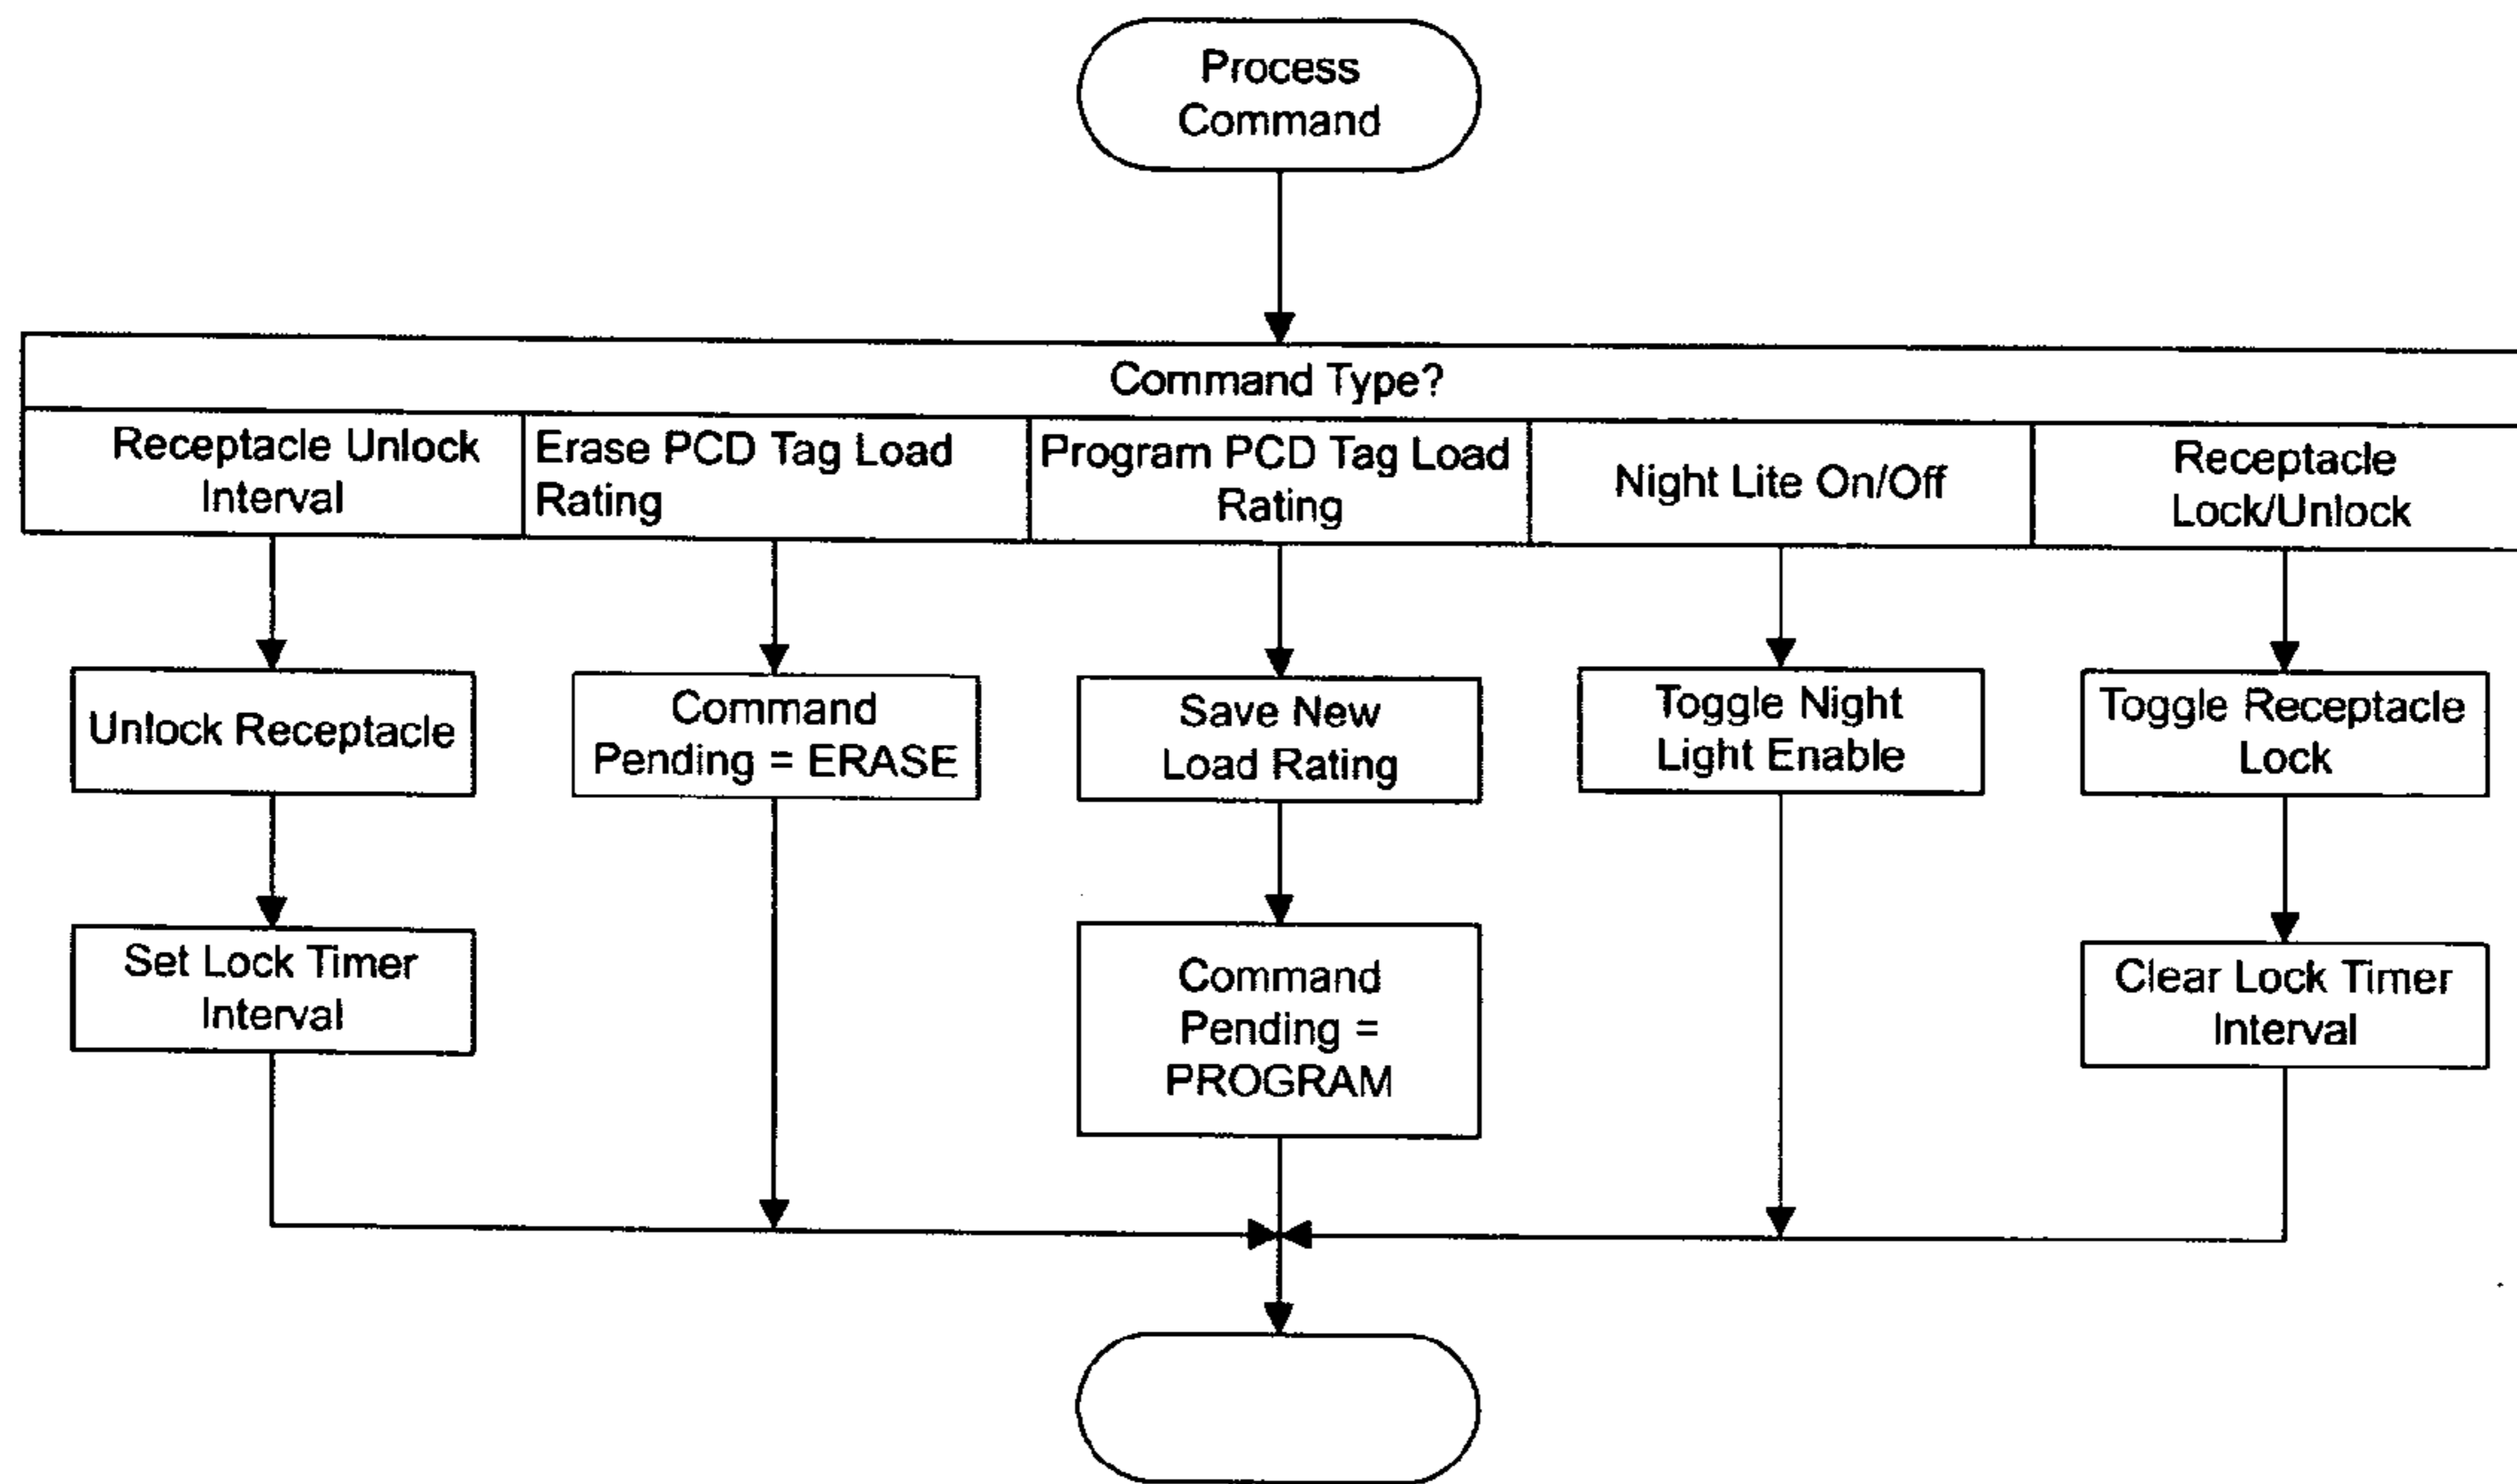 Process
Command
Command Type?
Receptacle Unlock
Interval
Erase PCD Tag Load
Rating
Program PCD Tag Load
Rating
Night Lite On/Off
Receptacle
Lock/Unlock
Unlock Receptacle
Command
Pending = ERASE
Save New
Load Rating
Toggle Night
Light Enable
Toggle Receptacle
Lock
Set Lock Timer
Interval
Command
Pending =
PROGRAM
Clear Lock Timer
Interval